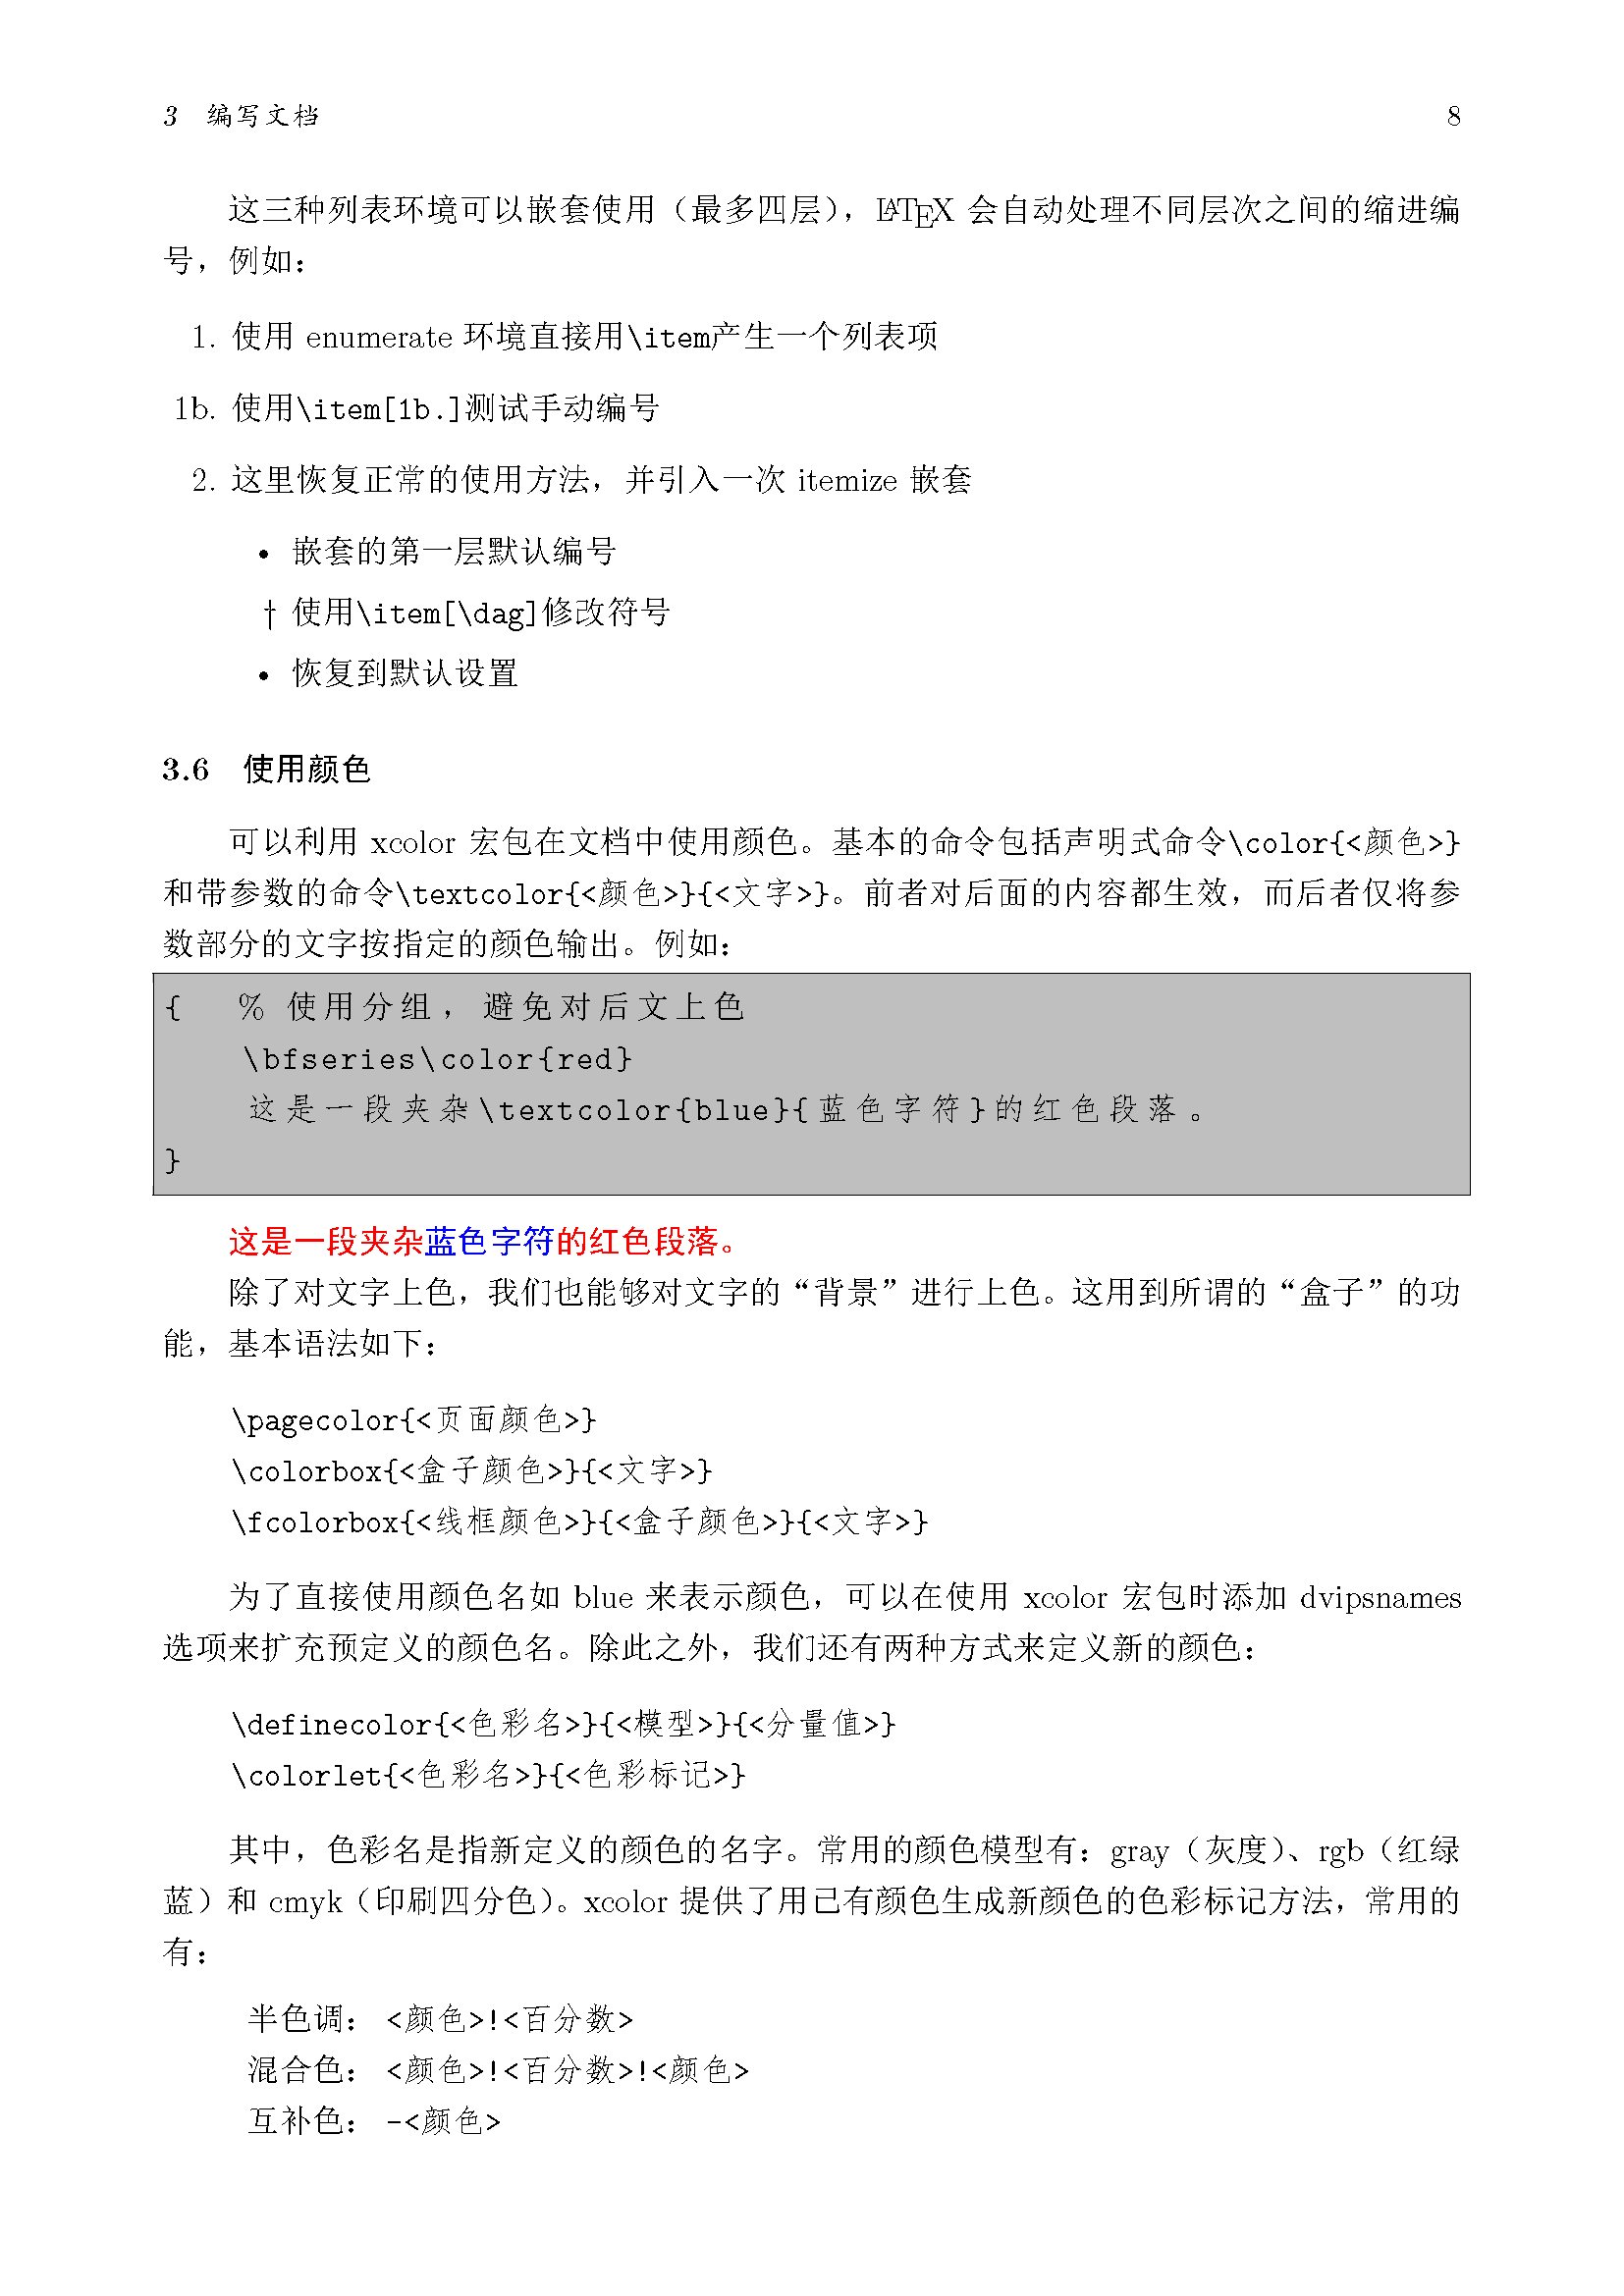 3 编写文档 8
这三种列表环境可以嵌套使用（最多四层），LATEX 会自动处理不同层次之间的缩进编
号，例如：
1. 使用 enumerate 环境直接用\item产生一个列表项
1b. 使用\item[1b.]测试手动编号
2. 这里恢复正常的使用方法，并引入一次 itemize 嵌套
• 嵌套的第一层默认编号
† 使用\item[\dag]修改符号
• 恢复到默认设置
3.6 使用颜色
可以利用 xcolor 宏包在文档中使用颜色。基本的命令包括声明式命令\color{<颜色>}
和带参数的命令\textcolor{<颜色>}{<文字>}。前者对后面的内容都生效，而后者仅将参
数部分的文字按指定的颜色输出。例如：
{ % 使用分组，避免对后文上色
\bfseries\color{red}
这是一段夹杂\textcolor{blue}{蓝色字符}的红色段落。
}
这是一段夹杂蓝色字符的红色段落。
除了对文字上色，我们也能够对文字的“背景”进行上色。这用到所谓的“盒子”的功
能，基本语法如下：
\pagecolor{<页面颜色>}
\colorbox{<盒子颜色>}{<文字>}
\fcolorbox{<线框颜色>}{<盒子颜色>}{<文字>}
为了直接使用颜色名如 blue 来表示颜色，可以在使用 xcolor 宏包时添加 dvipsnames
选项来扩充预定义的颜色名。除此之外，我们还有两种方式来定义新的颜色：
\definecolor{<色彩名>}{<模型>}{<分量值>}
\colorlet{<色彩名>}{<色彩标记>}
其中，色彩名是指新定义的颜色的名字。常用的颜色模型有：gray（灰度）、rgb（红绿
蓝）和 cmyk（印刷四分色）。xcolor 提供了用已有颜色生成新颜色的色彩标记方法，常用的
有：
半色调： <颜色>!<百分数>
混合色： <颜色>!<百分数>!<颜色>
互补色： -<颜色>